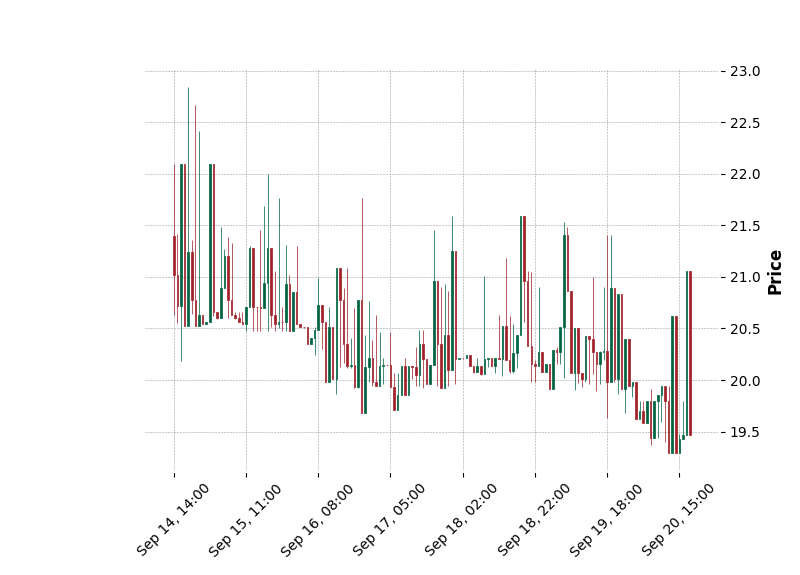 23.0
22.5
22.0
21.5
21.0
20.5
20.0
19.5
Price
Sep 14, 14:00
Sep 15, 11:00
Sep 16, 08:00
Sep 17, 05:00
Sep 18, 02:00
Sep 18, 22:00
Sep 19, 18:00
Sep 20, 15:00